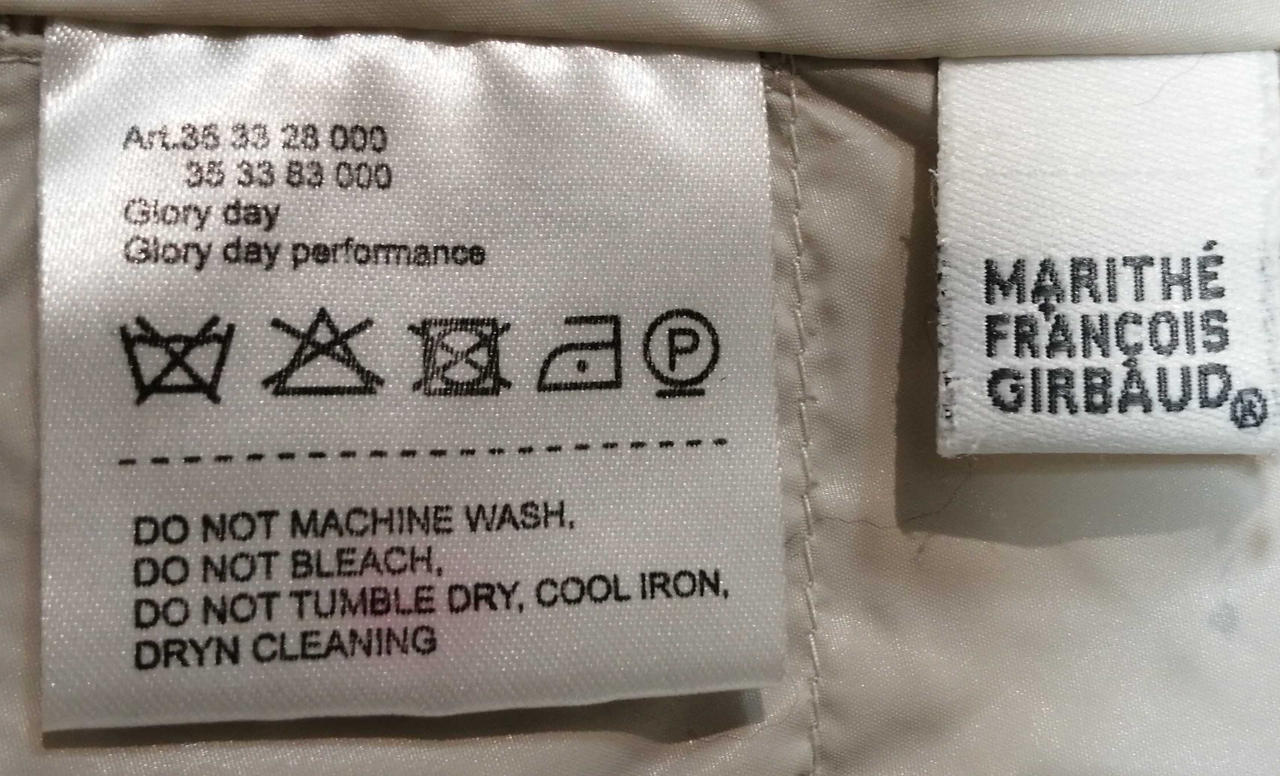 Art.35 33 28 000
35 33 83 000
Glory day
Glory day performance
P
DO NOT MACHINE WASH,
DO NOT BLEACH,
DO NOT TUMBLE DRY, COOL IRON,
DRYN CLEANING
MARITHÉ
FRANÇOIS
GIRBAUD®